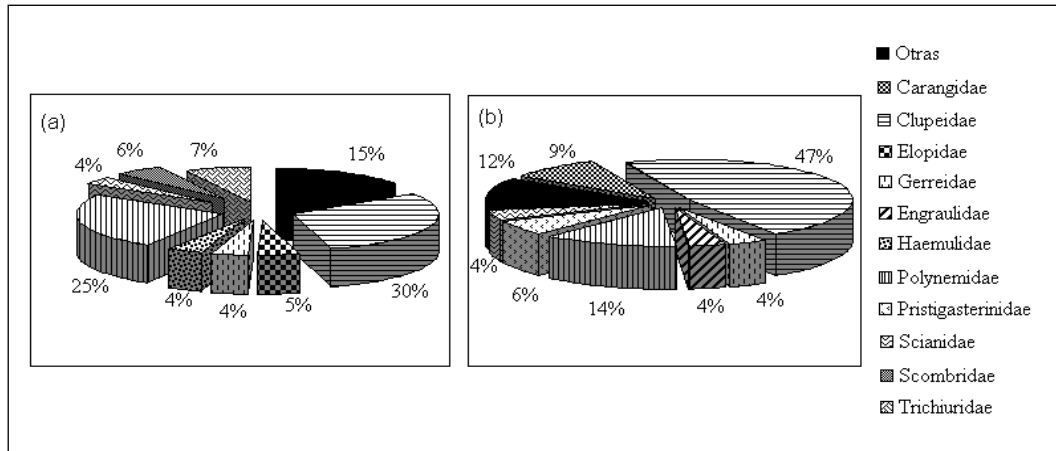 (a)
15%
30%
5%
4%
4%
25%
4%
6%
7%
(b)
47%
4%
4%
14%
6%
4%
12%
9%
Otras
Carangidae
Clupeidae
Elopidae
Gerreidae
Engraulidae
Haemulidae
Polynemidae
Pristigasterinidae
Scianidae
Scombridae
Trichiuridae